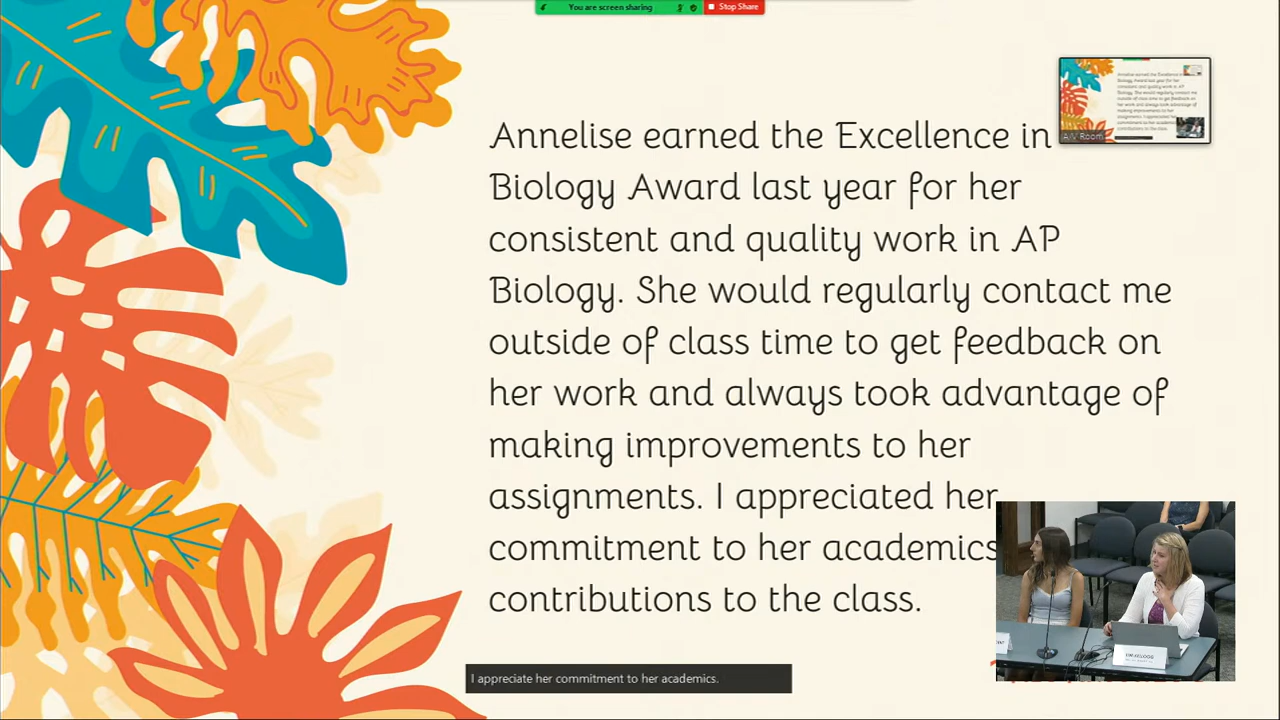 You are screen sharing
Stop Share
Annelise earned the Excellence in
Biology Award last year for her
consistent and quality work in AP
Biology. She would regularly contact me
outside of class time to get feedback on
her work and always took advantage of
making improvements to her
assignments. I appreciated her
commitment to her academics
contributions to the class.
A/V Room
I appreciate her commitment to her academics.